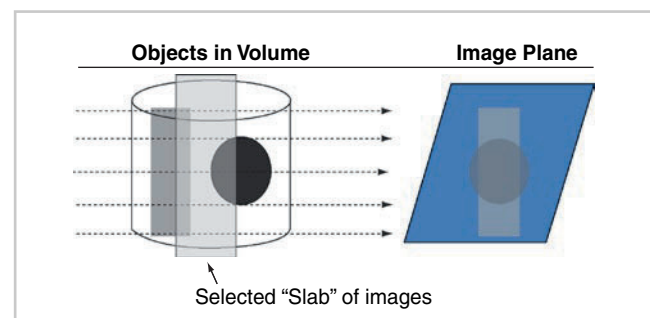 Objects in Volume
Image Plane
Selected “Slab” of images